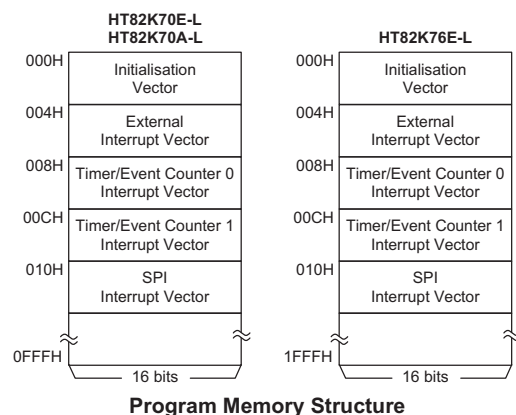 HT82K70E-L
HT82K70A-L
000H
Initialisation
Vector
004H
External
Interrupt Vector
008H
Timer/Event Counter 0
Interrupt Vector
00CH
Timer/Event Counter 1
Interrupt Vector
010H
SPI
Interrupt Vector
0FFFH
16 bits
HT82K76E-L
000H
Initialisation
Vector
004H
External
Interrupt Vector
008H
Timer/Event Counter 0
Interrupt Vector
00CH
Timer/Event Counter 1
Interrupt Vector
010H
SPI
Interrupt Vector
1FFFH
16 bits
Program Memory Structure